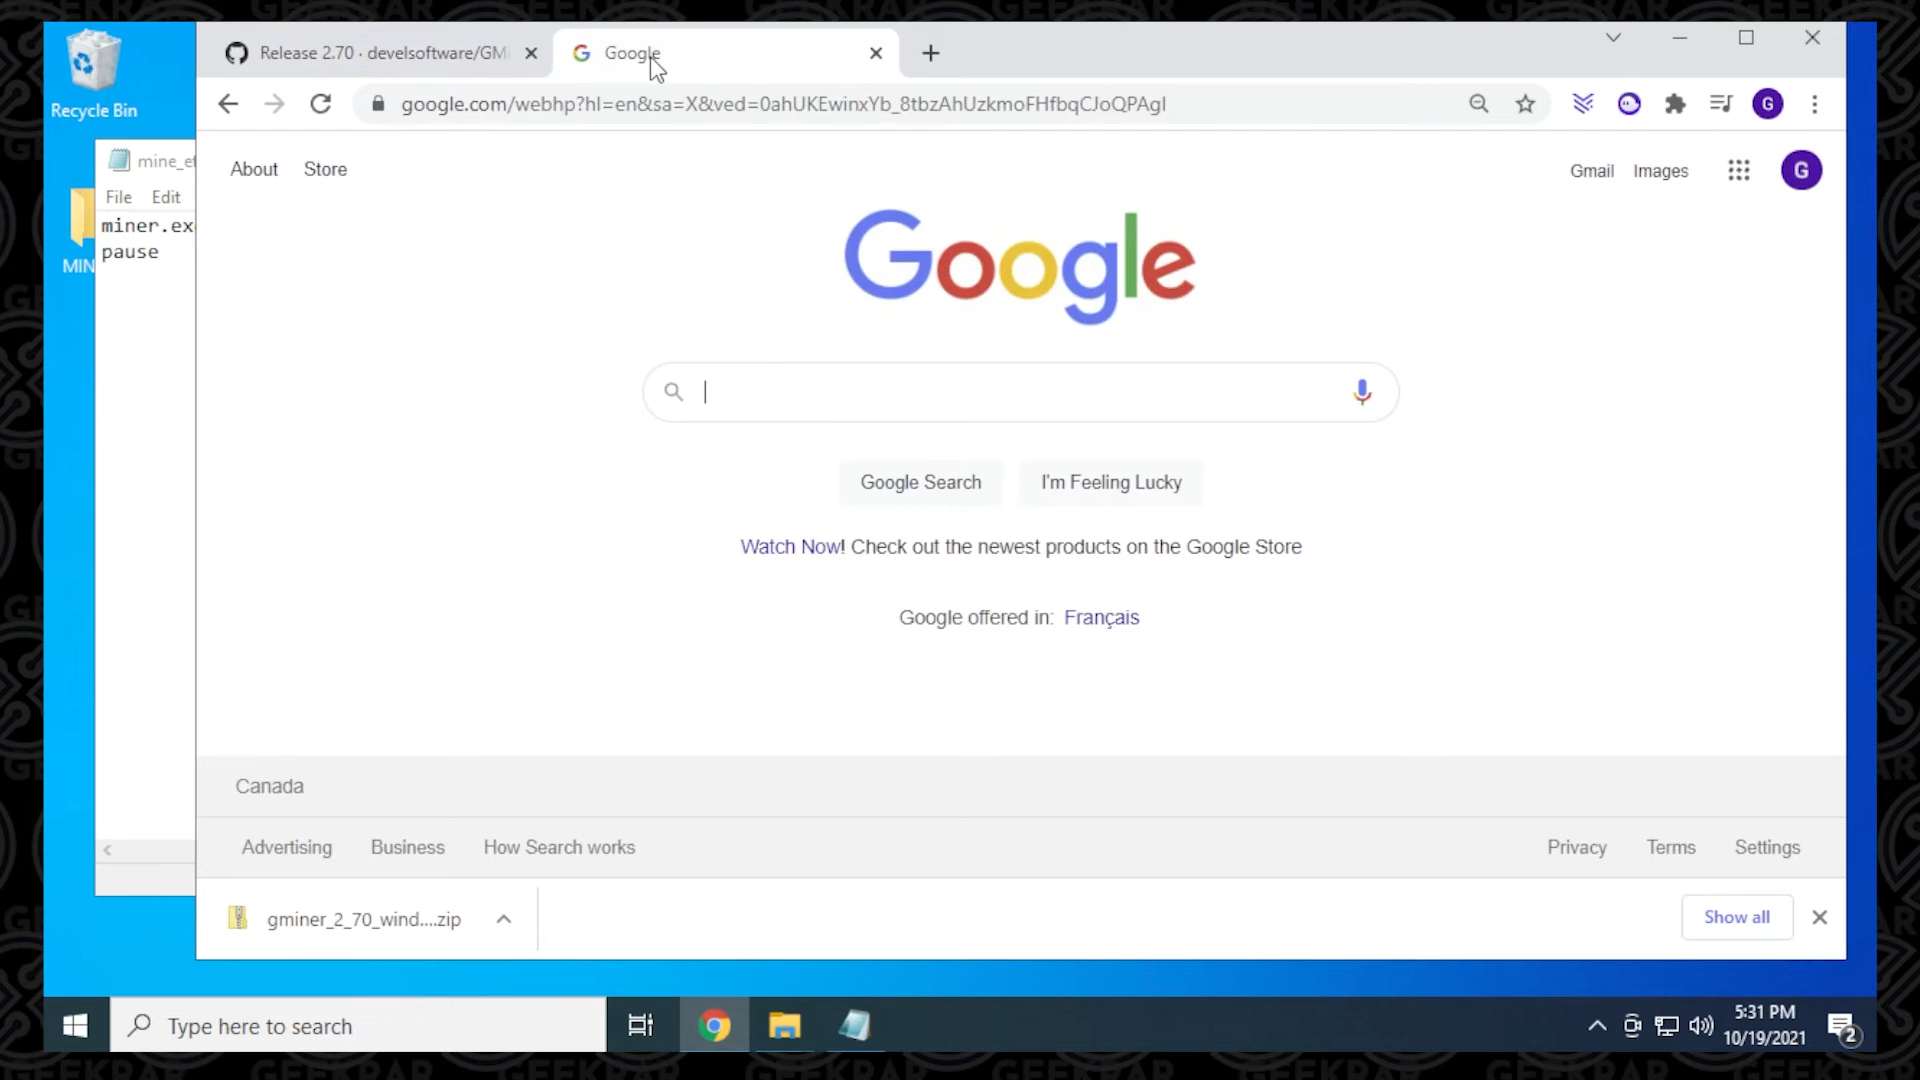 Recycle Bin
Release 2.70 · develsoftware/GMi
Google
google.com/webhp?hl=en&sa=X&ved=0ahUKEwinxYb_8tbzAhUzkmoFHfbqCJoQPAgI
G
mine_et
File Edit
miner.ex
pause
MIN
About Store
Gmail Images
G
Google
Google Search
I'm Feeling Lucky
Watch Now! Check out the newest products on the Google Store
Google offered in: Français
Canada
Advertising Business How Search works
Privacy Terms Settings
gminer_2_70_wind....zip
Show all
Type here to search
5:31 PM
10/19/2021
2